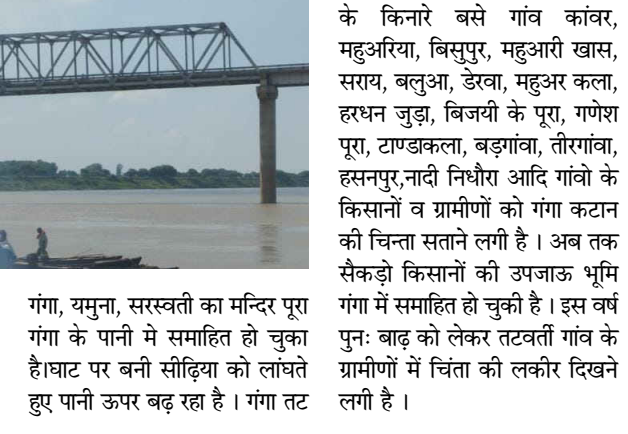 गंगा, यमुना, सरस्वती का मन्दिर पूरा
गंगा के पानी मे समाहित हो चुका
है।घाट पर बनी सीढ़िया को लांघते
हुए पानी ऊपर बढ़ रहा है । गंगा तट
के किनारे बसे गांव कांवर,
महुअरिया, बिसुपुर, महुआरी खास,
सराय, बलुआ, डेरवा, महुअर कला,
हरधन जुड़ा, बिजयी के पूरा, गणेश
पूरा, टाण्डाकला, बड़गांवा, तीरगांवा,
हसनपुर,नादी निधौरा आदि गांवो के
किसानों व ग्रामीणों को गंगा कटान
की चिन्ता सताने लगी है । अब तक
सैकड़ो किसानों की उपजाऊ भूमि
गंगा में समाहित हो चुकी है । इस वर्ष
पुनः बाढ़ को लेकर तटवर्ती गांव के
ग्रामीणों में चिंता की लकीर दिखने
लगी है ।